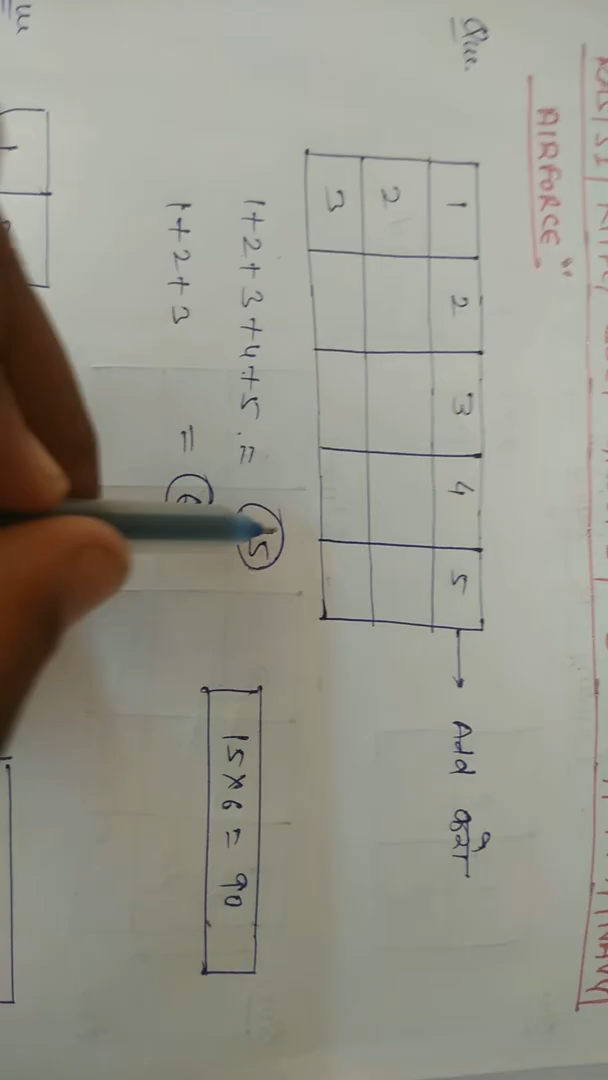 AIRFORCE"
Que.
1 2 3 4 5 → Add करो
2
3
1+2+3+4+5 = 15
1+2+3 = 6
15×6 = 90